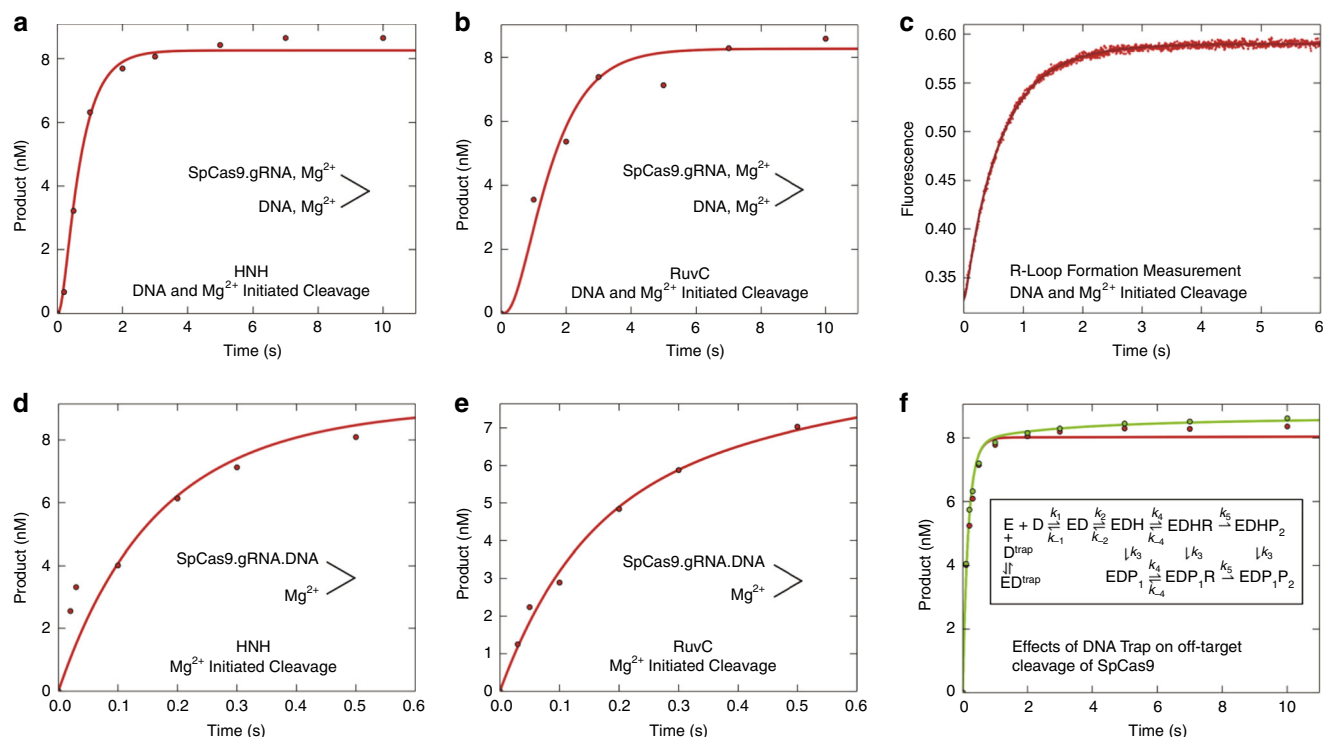 a
8
6
4
2
0
Product (nM)
SpCas9.gRNA, Mg²⁺
DNA, Mg²⁺
HNH
DNA and Mg²⁺ Initiated Cleavage
0 2 4 6 8 10
Time (s)
b
8
6
4
2
0
Product (nM)
SpCas9.gRNA, Mg²⁺
DNA, Mg²⁺
RuvC
DNA and Mg²⁺ Initiated Cleavage
0 2 4 6 8 10
Time (s)
c
0.60
0.55
0.50
0.45
0.40
0.35
Fluorescence
R-Loop Formation Measurement
DNA and Mg²⁺ Initiated Cleavage
0 1 2 3 4 5 6
Time (s)
d
8
6
4
2
0
Product (nM)
SpCas9.gRNA.DNA
Mg²⁺
HNH
Mg²⁺ Initiated Cleavage
0.0 0.1 0.2 0.3 0.4 0.5 0.6
Time (s)
e
7
6
5
4
3
2
1
0
Product (nM)
SpCas9.gRNA.DNA
Mg²⁺
RuvC
Mg²⁺ Initiated Cleavage
0.0 0.1 0.2 0.3 0.4 0.5 0.6
Time (s)
f
8
6
4
2
0
Product (nM)
k₁ k₂ k₄ k₅
E + D ⇌ ED ⇌ EDH ⇌ EDHR ⇀ EDHP₂
k₋₁ k₋₂ k₋₄
+
Dᵗʳᵃᵖ
⇃k₃ ⇃k₃ ⇃k₃
⥮
k₄ k₅
EDᵗʳᵃᵖ EDP₁ ⇌ EDP₁R ⇀ EDP₁P₂
k₋₄
Effects of DNA Trap on off-target
cleavage of SpCas9
0 2 4 6 8 10
Time (s)